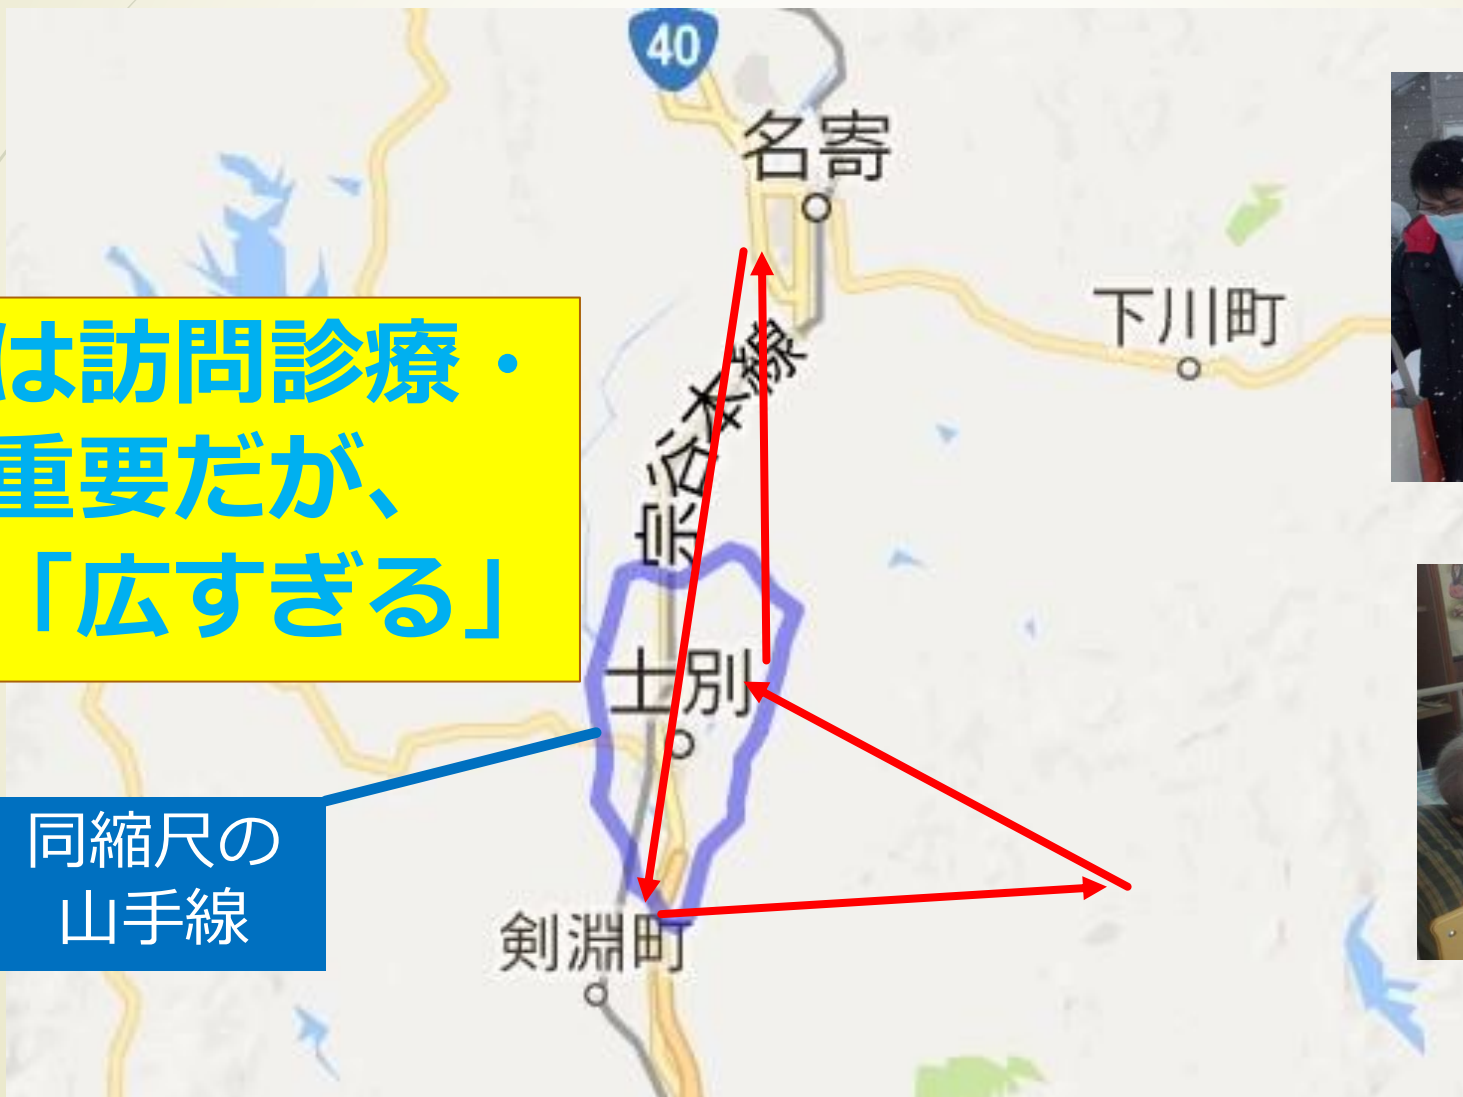 40
名寄
下川町
は訪問診療・
重要だが、
「広すぎる」
宗谷本線
士別
同縮尺の
山手線
剣淵町